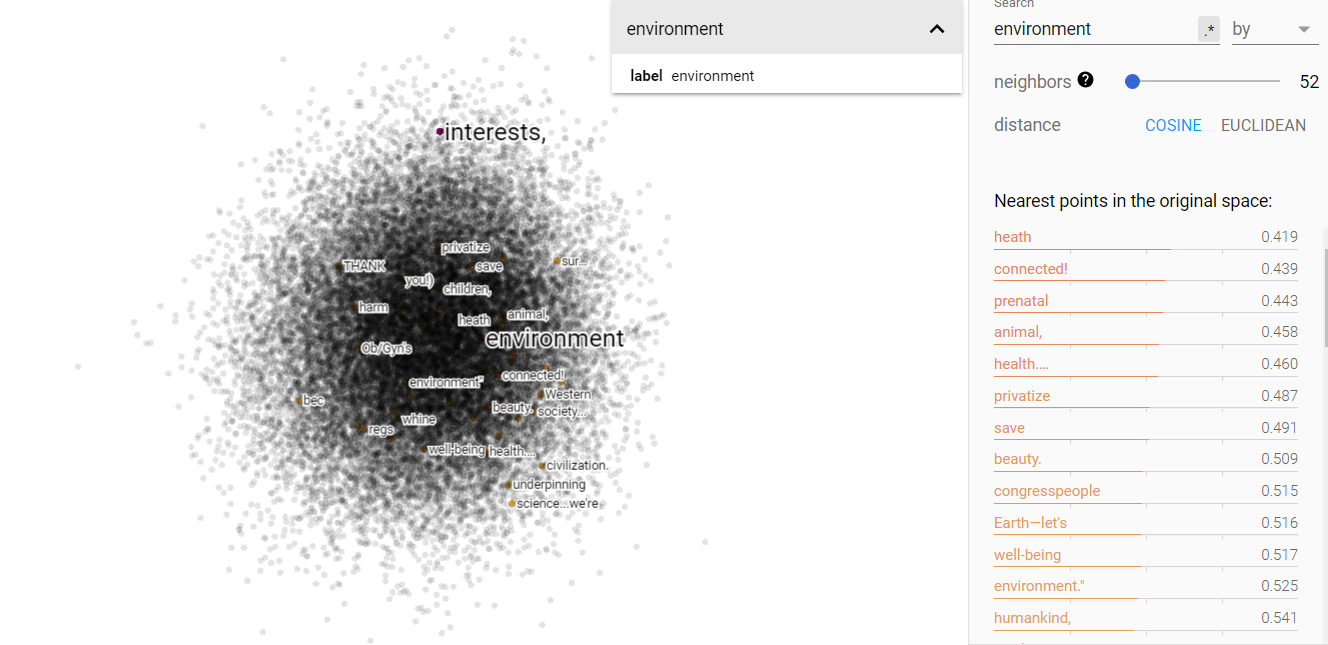 Search
environment
.*
by
neighbors ?
52
distance
COSINE
EUCLIDEAN
Nearest points in the original space:
heath 0.419
connected! 0.439
prenatal 0.443
animal, 0.458
health.... 0.460
privatize 0.487
save 0.491
beauty. 0.509
congresspeople 0.515
Earth—let's 0.516
well-being 0.517
environment." 0.525
humankind, 0.541
environment
label environment
interests,
privatize
THANK
save
sur...
you!)
children,
harm
heath
animal,
environment
Ob/Gyn's
connected!
environment"
Western
bec
beauty.
society...
whine
regs
well-being
health....
civilization.
underpinning
science...we're